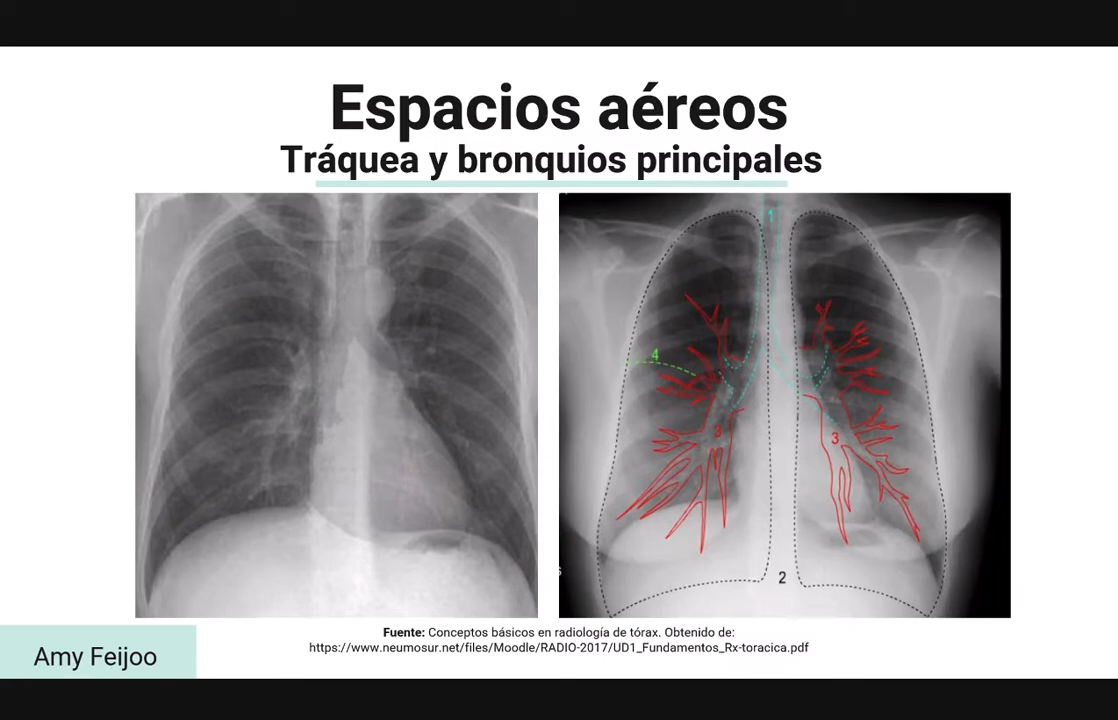 Espacios aéreos
Tráquea y bronquios principales
1
4
3
3
2
s
Fuente: Conceptos básicos en radiología de tórax. Obtenido de:
https://www.neumosur.net/files/Moodle/RADIO-2017/UD1_Fundamentos_Rx-toracica.pdf
Amy Feijoo